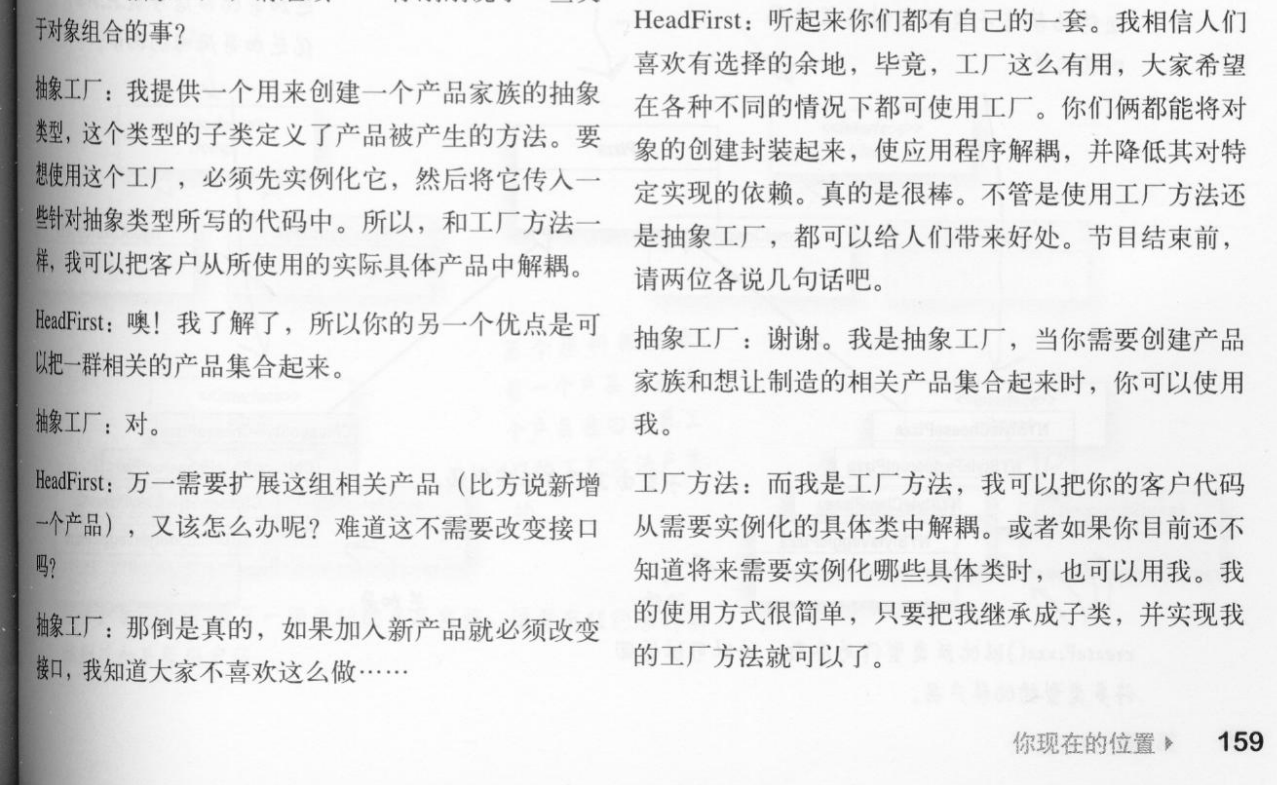 于对象组合的事？
抽象工厂：我提供一个用来创建一个产品家族的抽象
类型，这个类型的子类定义了产品被产生的方法。要
想使用这个工厂，必须先实例化它，然后将它传入一
些针对抽象类型所写的代码中。所以，和工厂方法一
样，我可以把客户从所使用的实际具体产品中解耦。
HeadFirst：噢！我了解了，所以你的另一个优点是可
以把一群相关的产品集合起来。
抽象工厂：对。
HeadFirst：万一需要扩展这组相关产品（比方说新增
一个产品），又该怎么办呢？难道这不需要改变接口
吗？
抽象工厂：那倒是真的，如果加入新产品就必须改变
接口，我知道大家不喜欢这么做……
HeadFirst：听起来你们都有自己的一套。我相信人们
喜欢有选择的余地，毕竟，工厂这么有用，大家希望
在各种不同的情况下都可使用工厂。你们俩都能将对
象的创建封装起来，使应用程序解耦，并降低其对特
定实现的依赖。真的是很棒。不管是使用工厂方法还
是抽象工厂，都可以给人们带来好处。节目结束前，
请两位各说几句话吧。
抽象工厂：谢谢。我是抽象工厂，当你需要创建产品
家族和想让制造的相关产品集合起来时，你可以使用
我。
工厂方法：而我是工厂方法，我可以把你的客户代码
从需要实例化的具体类中解耦。或者如果你目前还不
知道将来需要实例化哪些具体类时，也可以用我。我
的使用方式很简单，只要把我继承成子类，并实现我
的工厂方法就可以了。
你现在的位置 159